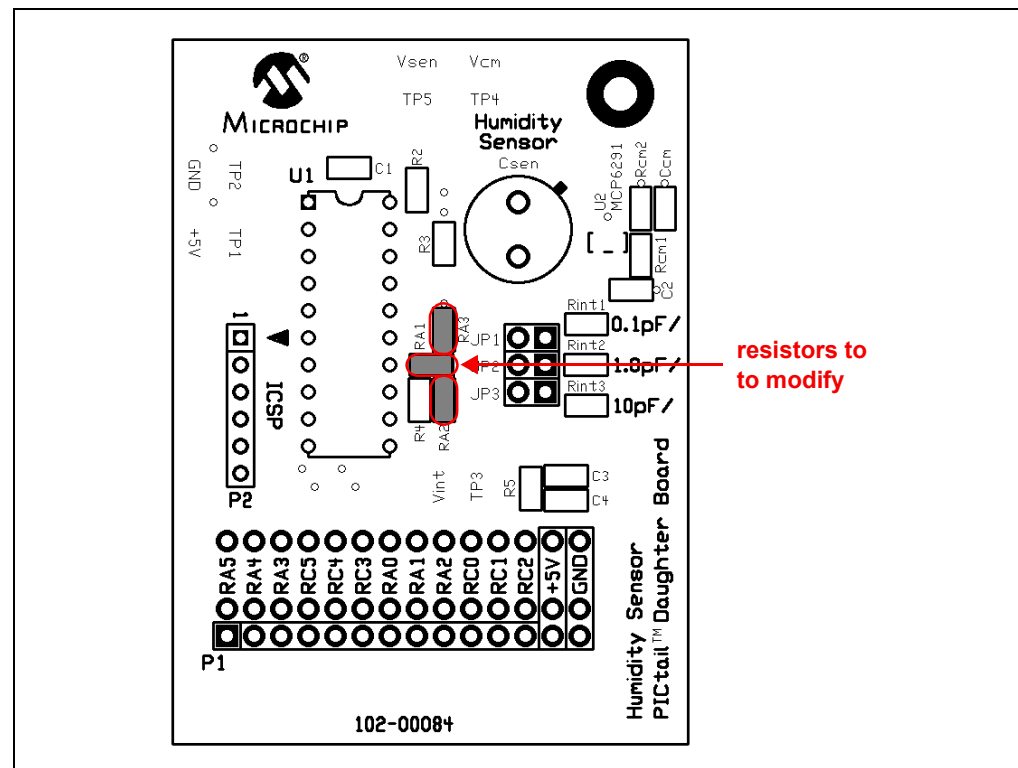 Vsen Vcm
TP5 TP4
®
MICROCHIP
Humidity
Sensor
Csen
GND
TP2
+5V
TP1
U1
C1
R2
R3
U2
MCP6291
Rcm2
Ccm
Rcm1
C2
Rint1
0.1pF/
RA1
RA3
JP1
Rint2
1.8pF/
JP3
Rint3
10pF/
R4
RA2
resistors to
to modify
1
ICSP
P2
Vint
TP3
R5
C3
C4
RA5 RA4 RA3 RC5 RC4 RC3 RA0 RA1 RA2 RC0 RC1 RC2 +5V GND
P1
Humidity Sensor
PICtail™ Daughter Board
102-00084